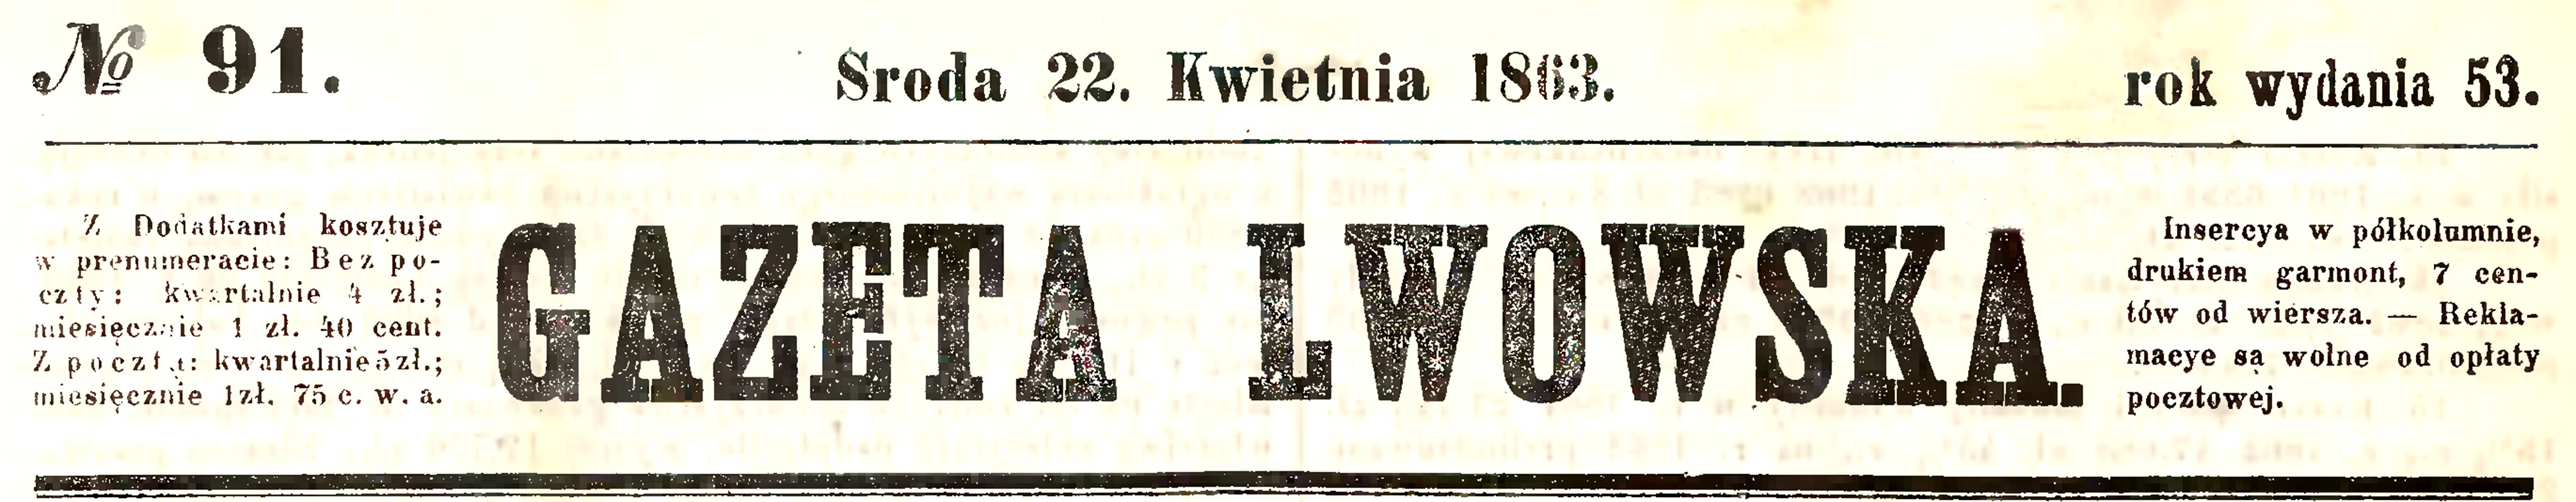 № 91.
Sroda 22. Kwietnia 1863.
rok wydania 53.
Z Dodatkami kosztuje
w prenumeracie: Bez po-
czty: kwartalnie 4 zł.;
miesięcznie 1 zł. 40 cent.
Z pocztą: kwartalnie 5 zł.;
miesięcznie 1 zł. 75 c. w. a.
GAZETA LWOWSKA.
Insercya w półkolumnie,
drukiem garmont, 7 cen-
tów od wiersza. — Rekla-
macye są wolne od opłaty
pocztowej.